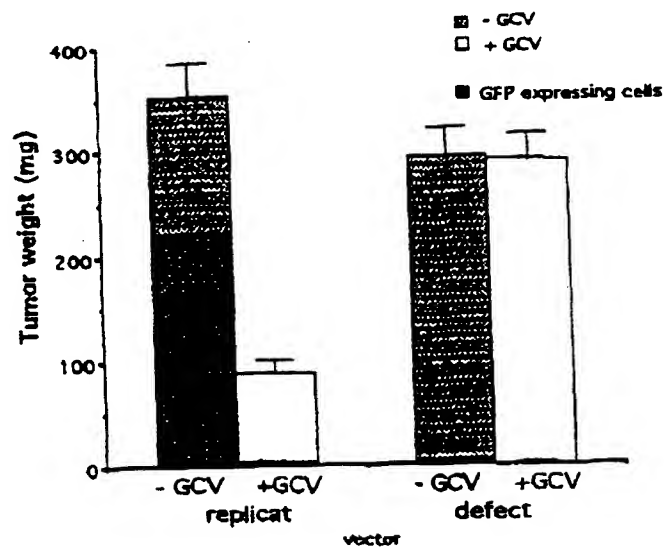 - GCV
+ GCV
GFP expressing cells
Tumar weight (mg)
400
300
200
100
0
- GCV +GCV - GCV +GCV
replicat defect
vector